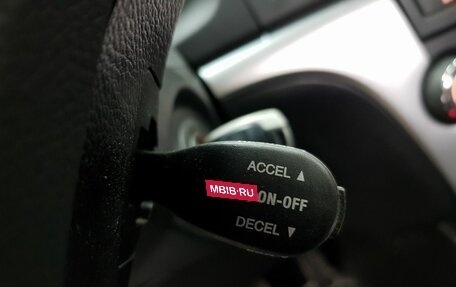 ACCEL ▲
MBIB·RU ON-OFF
DECEL ▼